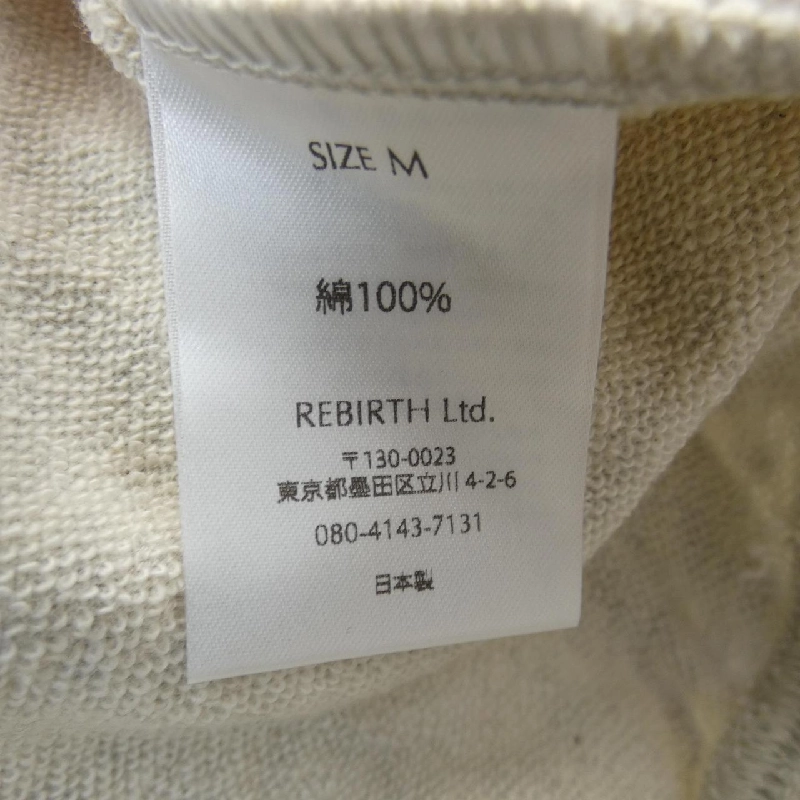 SIZE M
綿100%
REBIRTH Ltd.
〒130-0023
東京都墨田区立川 4-2-6
080-4143-7131
日本製